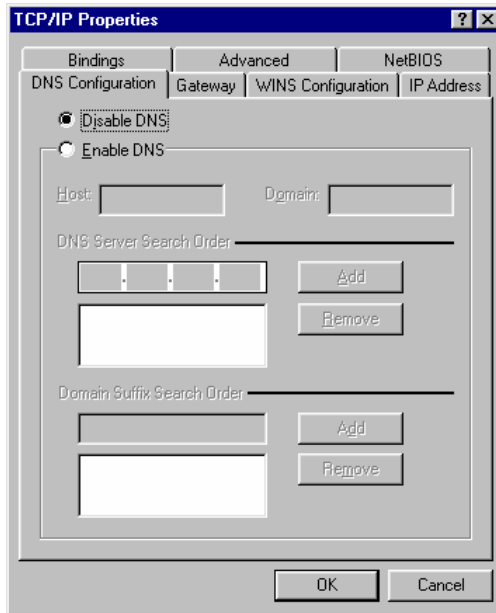 TCP/IP Properties
Bindings Advanced NetBIOS
DNS Configuration Gateway WINS Configuration IP Address
Disable DNS
Enable DNS
Host: Domain:
DNS Server Search Order
. . .
Add
Remove
Domain Suffix Search Order
Add
Remove
OK Cancel